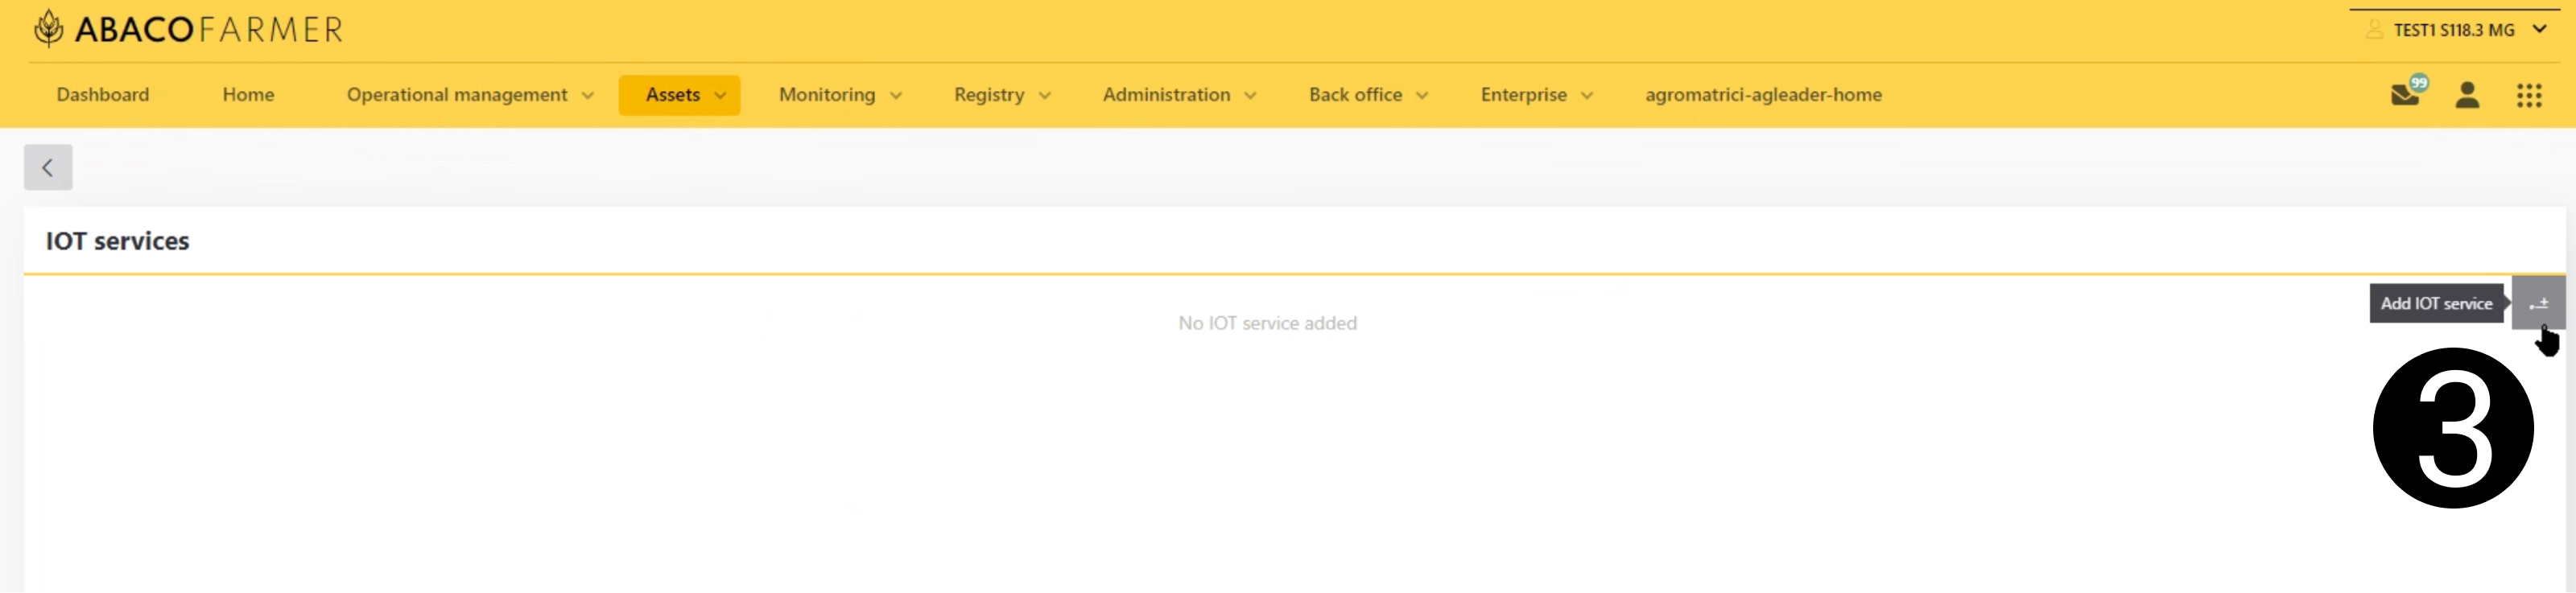 ABACOFARMER
TEST1 S118.3 MG
Dashboard Home Operational management Assets Monitoring Registry Administration Back office Enterprise agromatrici-agleader-home 99
IOT services
Add IOT service
No IOT service added
3